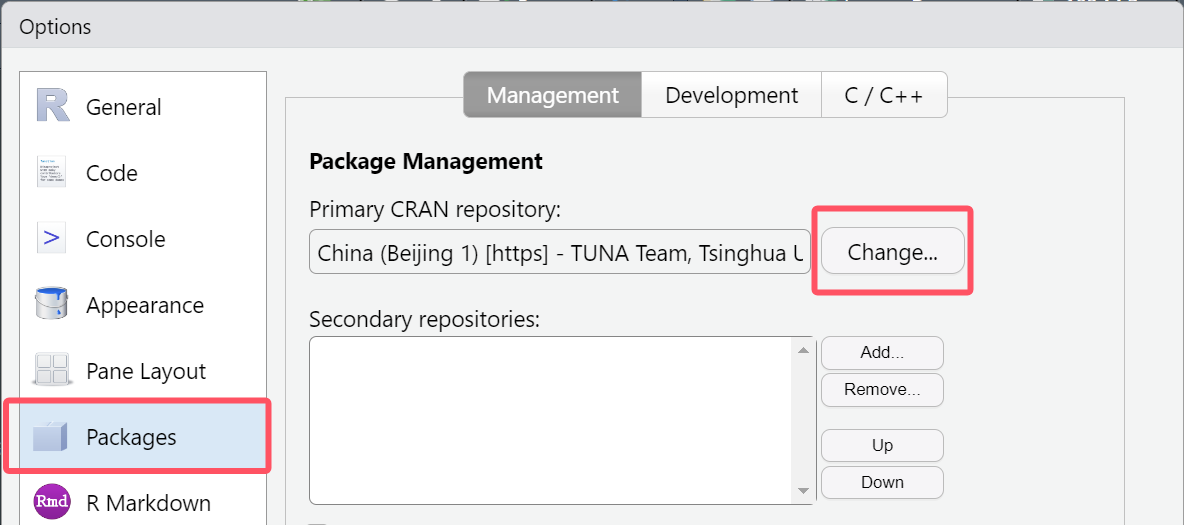 Options
General
Code
Console
Appearance
Pane Layout
Packages
Rmd R Markdown
Management Development C / C++
Package Management
Primary CRAN repository:
China (Beijing 1) [https] - TUNA Team, Tsinghua U
Change...
Secondary repositories:
Add...
Remove...
Up
Down